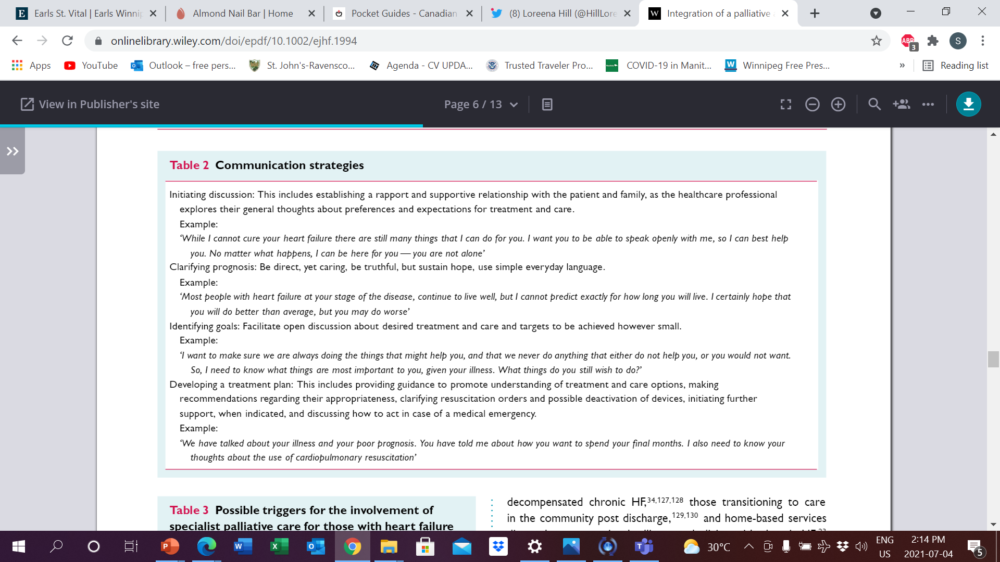 Earls St. Vital | Earls Winnip
Almond Nail Bar | Home
Pocket Guides - Canadian
(8) Loreena Hill (@HillLore
Integration of a palliative
onlinelibrary.wiley.com/doi/epdf/10.1002/ejhf.1994
ABP
3
S
Apps
YouTube
Outlook – free pers...
St. John's-Ravensco...
Agenda - CV UPDA...
Trusted Traveler Pro...
COVID-19 in Manit...
Winnipeg Free Pres...
»
Reading list
View in Publisher's site
Page 6 / 13
Table 2 Communication strategies
Initiating discussion: This includes establishing a rapport and supportive relationship with the patient and family, as the healthcare professional
explores their general thoughts about preferences and expectations for treatment and care.
Example:
‘While I cannot cure your heart failure there are still many things that I can do for you. I want you to be able to speak openly with me, so I can best help
you. No matter what happens, I can be here for you — you are not alone’
Clarifying prognosis: Be direct, yet caring, be truthful, but sustain hope, use simple everyday language.
Example:
‘Most people with heart failure at your stage of the disease, continue to live well, but I cannot predict exactly for how long you will live. I certainly hope that
you will do better than average, but you may do worse’
Identifying goals: Facilitate open discussion about desired treatment and care and targets to be achieved however small.
Example:
‘I want to make sure we are always doing the things that might help you, and that we never do anything that either do not help you, or you would not want.
So, I need to know what things are most important to you, given your illness. What things do you still wish to do?’
Developing a treatment plan: This includes providing guidance to promote understanding of treatment and care options, making
recommendations regarding their appropriateness, clarifying resuscitation orders and possible deactivation of devices, initiating further
support, when indicated, and discussing how to act in case of a medical emergency.
Example:
‘We have talked about your illness and your poor prognosis. You have told me about how you want to spend your final months. I also need to know your
thoughts about the use of cardiopulmonary resuscitation’
Table 3 Possible triggers for the involvement of
specialist palliative care for those with heart failure
decompensated chronic HF,34,127,128 those transitioning to care
in the community post discharge,129,130 and home-based services
30°C
ENG
US
2:14 PM
2021-07-04
5